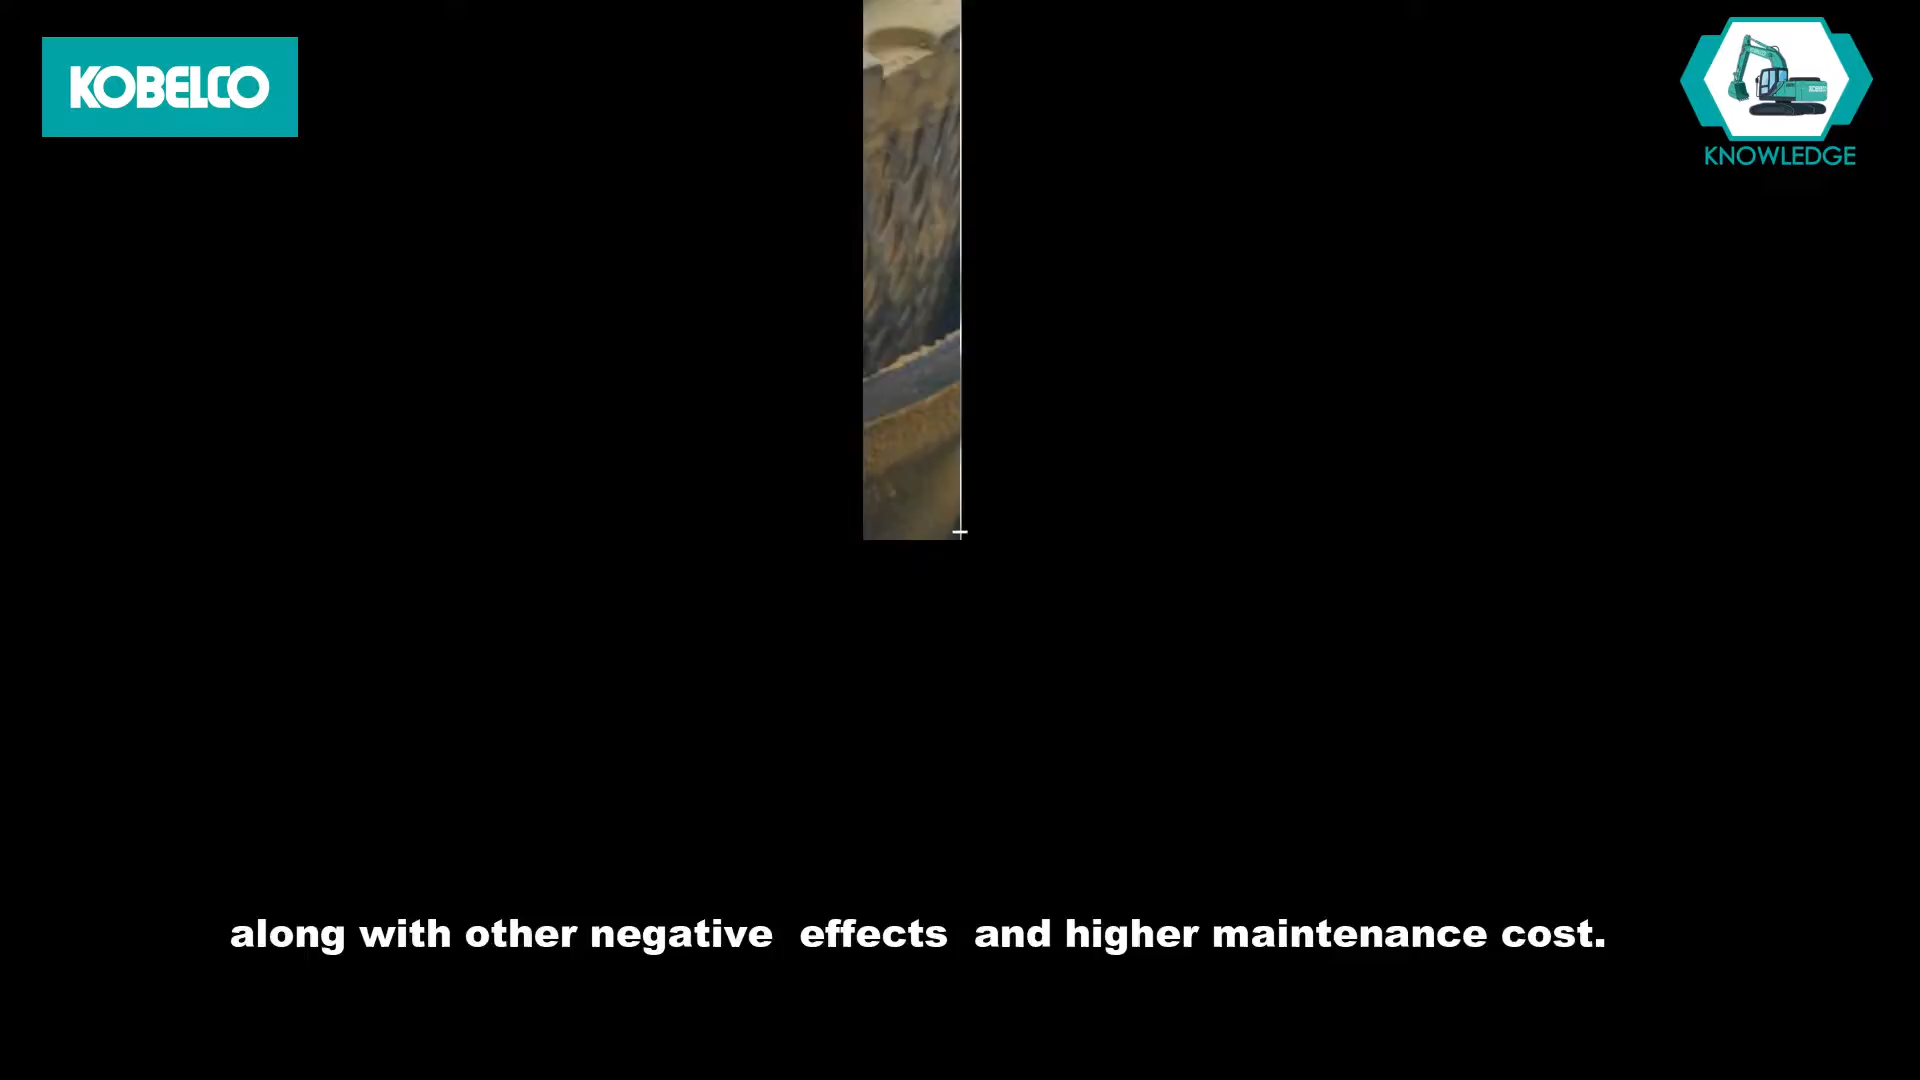 KOBELCO
KNOWLEDGE
along with other negative effects and higher maintenance cost.